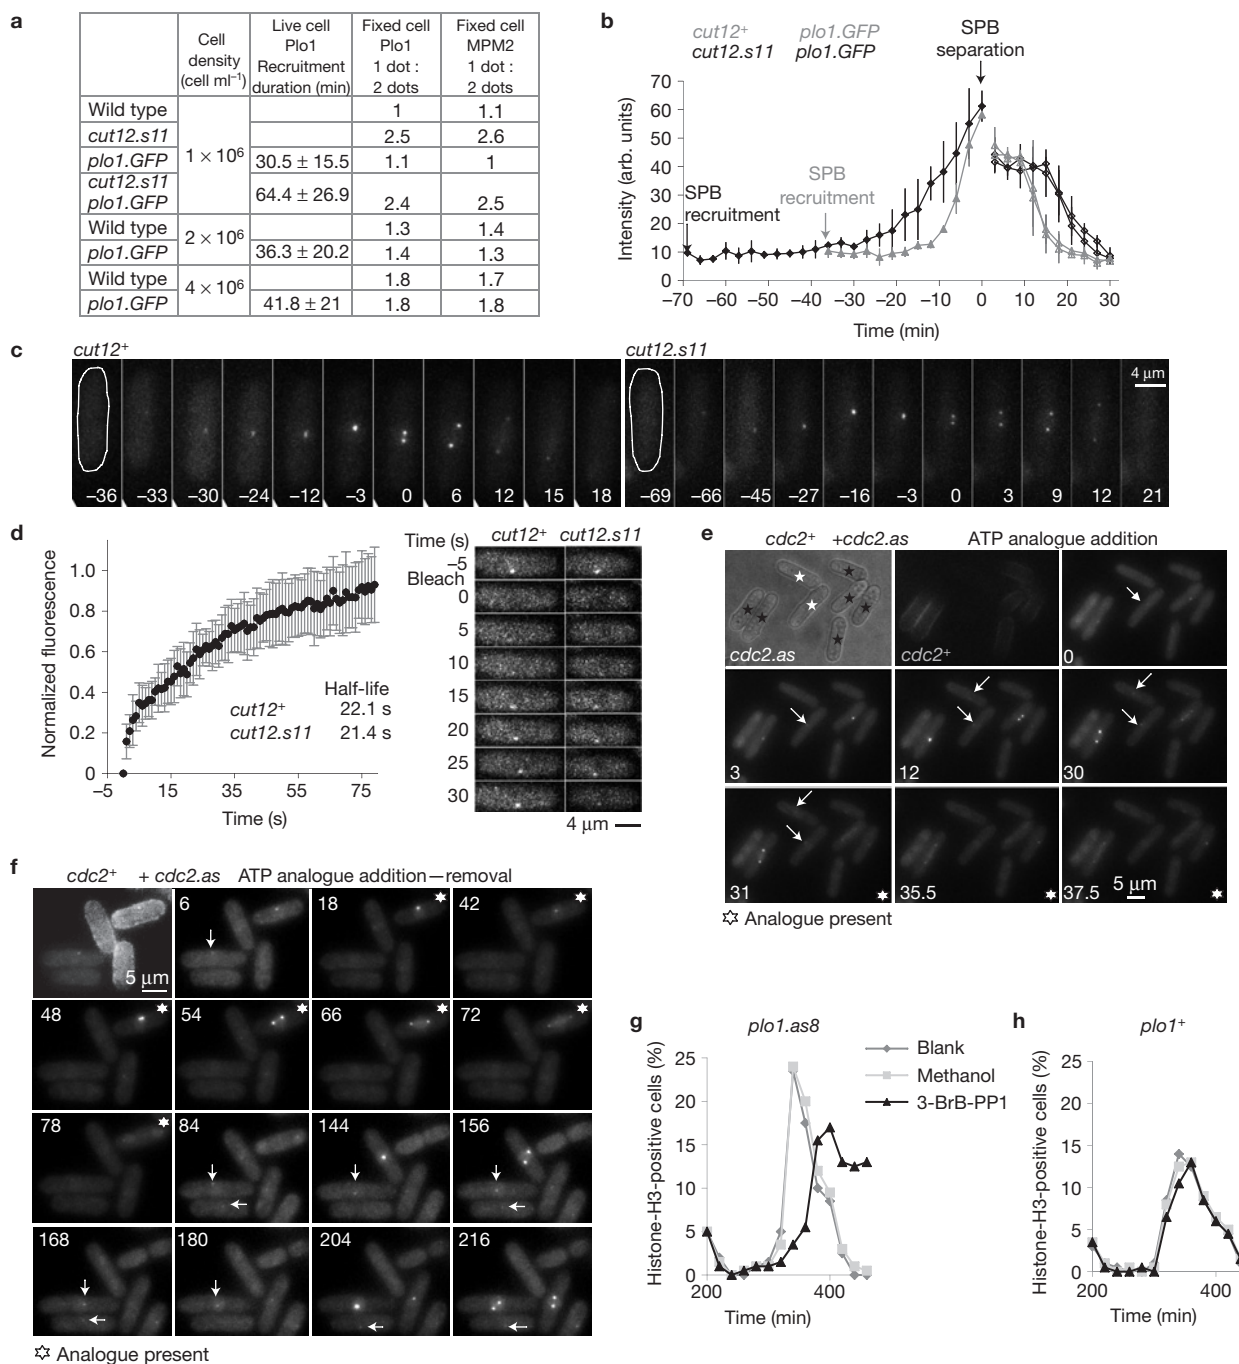 a
Cell density (cell ml⁻¹)
Live cell Plo1 Recruitment duration (min)
Fixed cell Plo1 1 dot : 2 dots
Fixed cell MPM2 1 dot : 2 dots
Wild type 1 × 10⁶ 1 1.1
cut12.s11 2.5 2.6
plo1.GFP 30.5 ± 15.5 1.1 1
cut12.s11 plo1.GFP 64.4 ± 26.9 2.4 2.5
Wild type 2 × 10⁶ 1.3 1.4
plo1.GFP 36.3 ± 20.2 1.4 1.3
Wild type 4 × 10⁶ 1.8 1.7
plo1.GFP 41.8 ± 21 1.8 1.8
b
cut12⁺ plo1.GFP
cut12.s11 plo1.GFP
SPB separation
SPB recruitment
SPB recruitment
Intensity (arb. units)
70
60
50
40
30
20
10
0
−70 −60 −50 −40 −30 −20 −10 0 10 20 30
Time (min)
c
cut12⁺
−36 −33 −30 −24 −12 −3 0 6 12 15 18
cut12.s11
4 μm
−69 −66 −45 −27 −16 −3 0 3 9 12 21
d
Normalized fluorescence
1.0
0.8
0.6
0.4
0.2
0
−5 15 35 55 75
Time (s)
Half-life
cut12⁺ 22.1 s
cut12.s11 21.4 s
Time (s) cut12⁺ cut12.s11
−5
Bleach
0
5
10
15
20
25
30
4 μm
e
cdc2⁺ +cdc2.as ATP analogue addition
cdc2.as cdc2⁺ 0
3 12 30
31 35.5 37.5 5 μm
Analogue present
f
cdc2⁺ + cdc2.as ATP analogue addition—removal
5 μm 6 18 42
48 54 66 72
78 84 144 156
168 180 204 216
Analogue present
g
plo1.as8
Histone-H3-positive cells (%)
25
20
15
10
5
0
200 400
Time (min)
Blank
Methanol
3-BrB-PP1
h
plo1⁺
Histone-H3-positive cells (%)
25
20
15
10
5
0
200 400
Time (min)